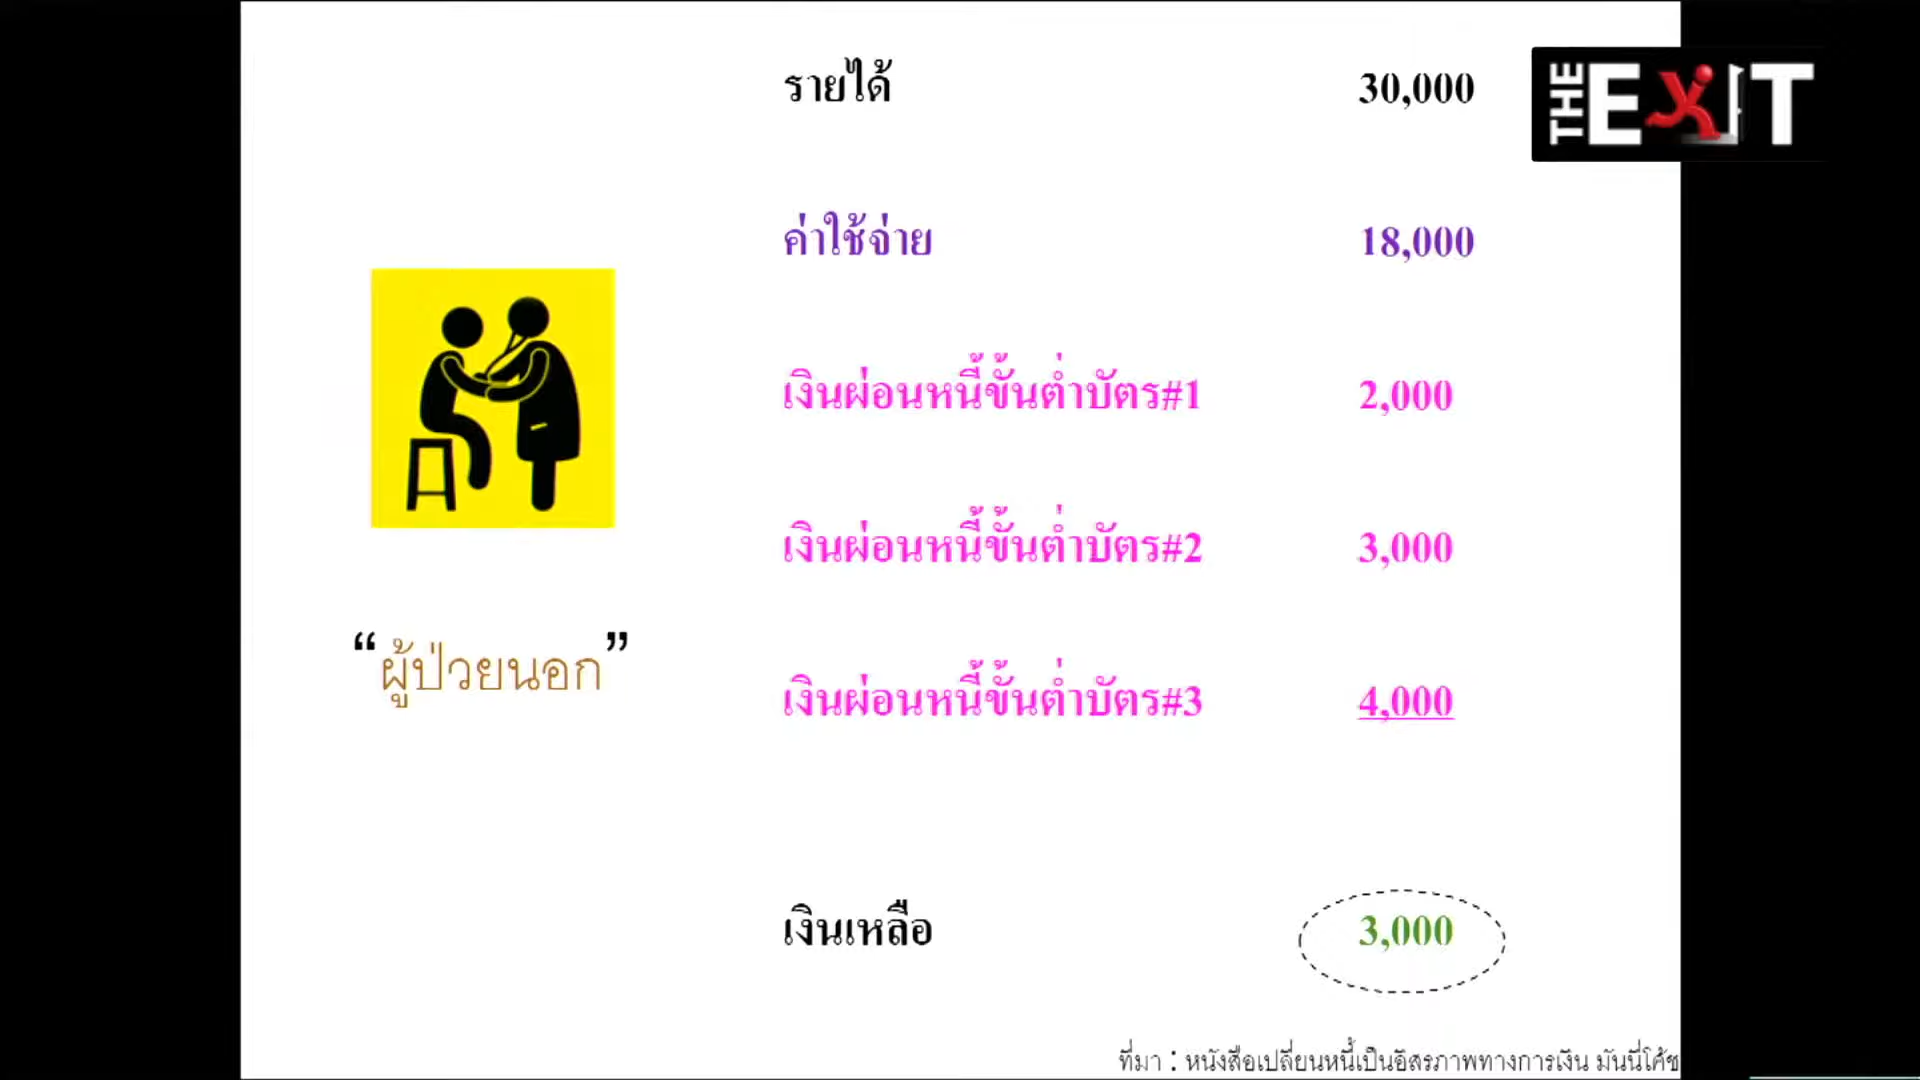 THE EXIT
รายได้ 30,000
ค่าใช้จ่าย 18,000
เงินผ่อนหนี้ขั้นต่ำบัตร#1 2,000
เงินผ่อนหนี้ขั้นต่ำบัตร#2 3,000
“ผู้ป่วยนอก”
เงินผ่อนหนี้ขั้นต่ำบัตร#3 4,000
เงินเหลือ 3,000
ที่มา : หนังสือเปลี่ยนหนี้เป็นอิสรภาพทางการเงิน มันนี่โค้ช